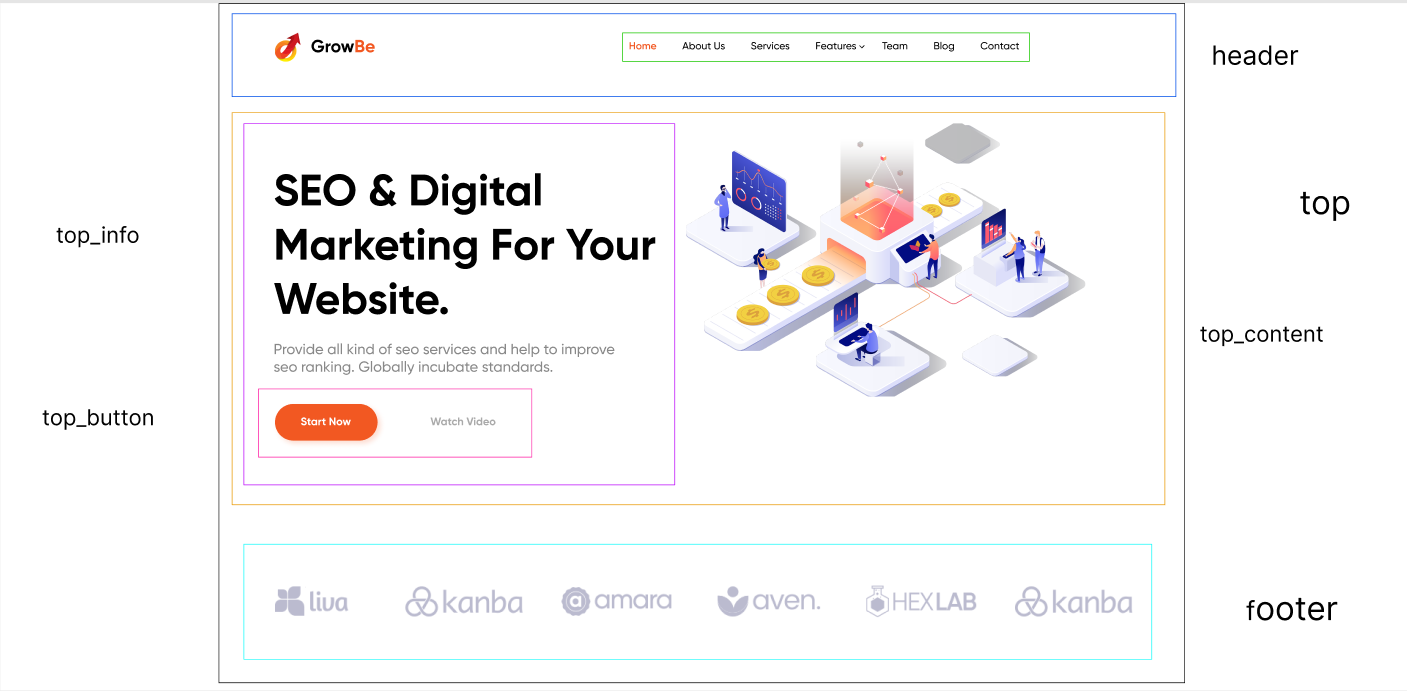 GrowBe
Home About Us Services Features Team Blog Contact
header
SEO & Digital
Marketing For Your
Website.
top
top_info
Provide all kind of seo services and help to improve
seo ranking. Globally incubate standards.
top_content
top_button
Start Now Watch Video
liva kanba amara aven. HEXLAB kanba
footer